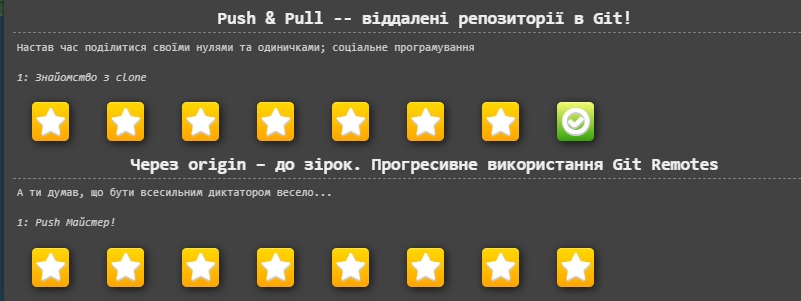 Push & Pull -- віддалені репозиторії в Git!
Настав час поділитися своїми нулями та одиничками; соціальне програмування
1: Знайомство з clone
Через origin – до зірок. Прогресивне використання Git Remotes
А ти думав, що бути всесильним диктатором весело...
1: Push Майстер!